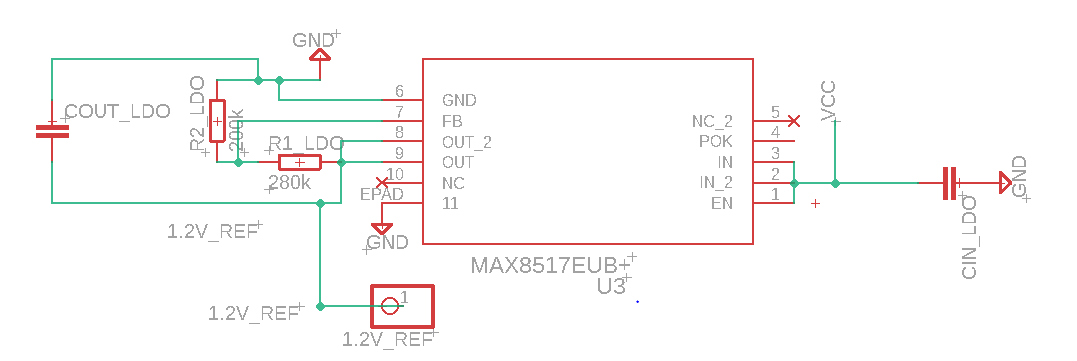 GND
COUT_LDO
R2_LDO
200k
R1_LDO
280k
6
7
8
9
10
EPAD
GND
FB
OUT_2
OUT
NC
11
NC_2
POK
IN
IN_2
EN
5
4
3
2
1
VCC
GND
CIN_LDO
GND
1.2V_REF
MAX8517EUB+
U3
1.2V_REF
1
1.2V_REF